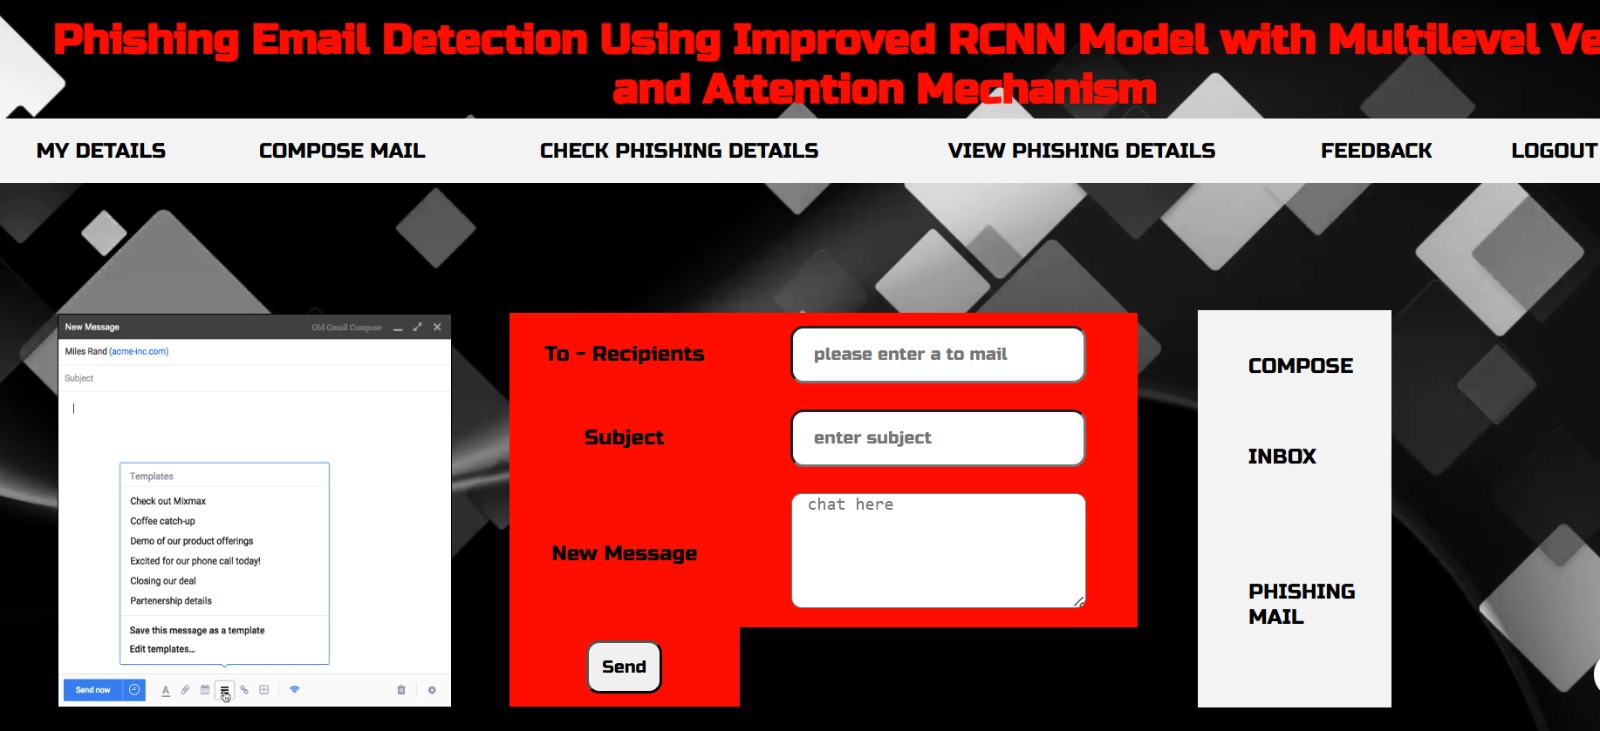 Phishing Email Detection Using Improved RCNN Model with Multilevel Ve
and Attention Mechanism
MY DETAILS COMPOSE MAIL CHECK PHISHING DETAILS VIEW PHISHING DETAILS FEEDBACK LOGOUT
New Message Old Gmail Compose
Miles Rand (acme-inc.com)
Subject
Templates
Check out Mixmax
Coffee catch-up
Demo of our product offerings
Excited for our phone call today!
Closing our deal
Partenership details
Save this message as a template
Edit templates...
Send now
To - Recipients please enter a to mail
Subject enter subject
New Message chat here
Send
COMPOSE
INBOX
PHISHING
MAIL